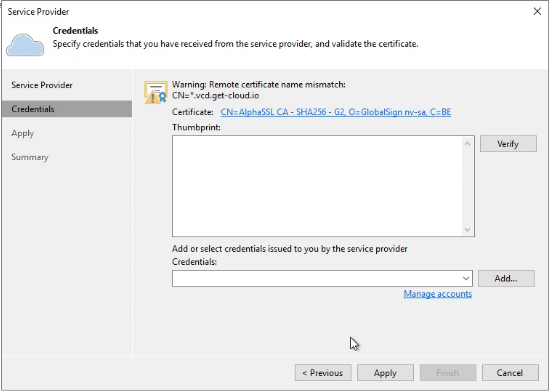 Service Provider
Credentials
Specify credentials that you have received from the service provider, and validate the certificate.
Service Provider
Credentials
Apply
Summary
Warning: Remote certificate name mismatch:
CN=*.vcd.get-cloud.io
Certificate: CN=AlphaSSL CA - SHA256 - G2, O=GlobalSign nv-sa, C=BE
Thumbprint:
Verify
Add or select credentials issued to you by the service provider
Credentials:
Add...
Manage accounts
< Previous
Apply
Finish
Cancel